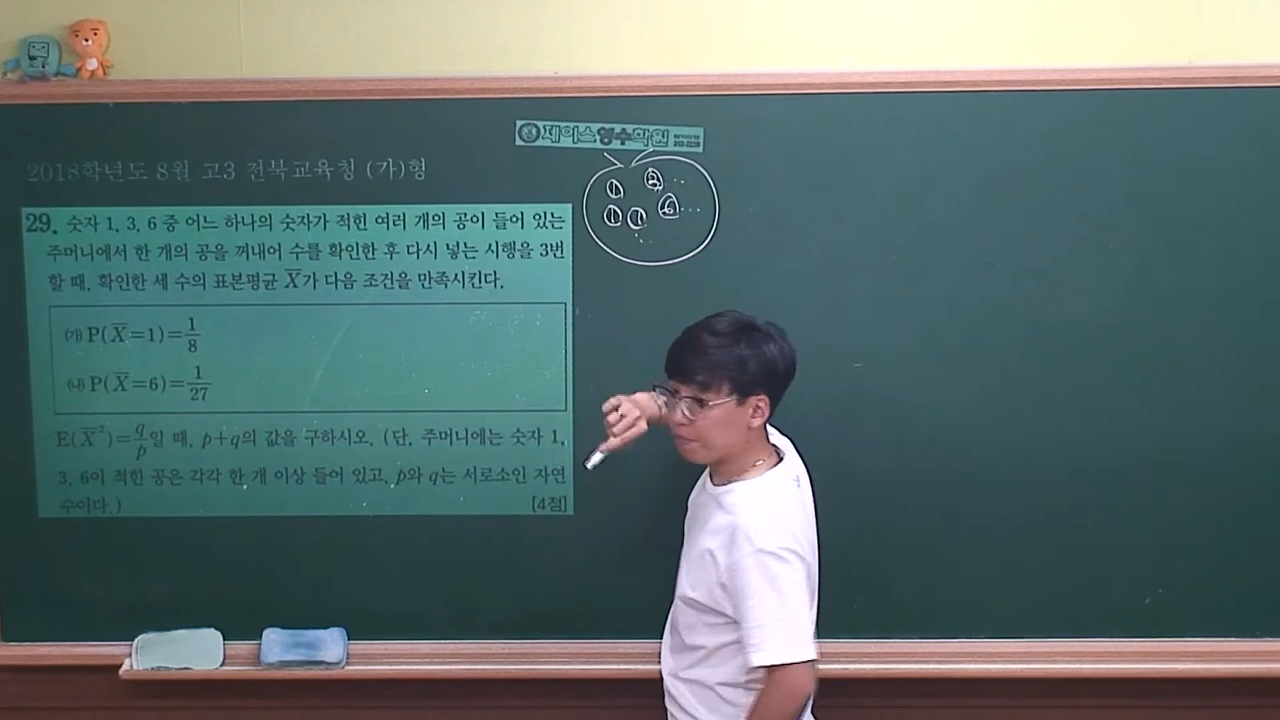 제이스영수학원
2018학년도 8월 고3 전북교육청 (가)형
29. 숫자 1, 3, 6 중 어느 하나의 숫자가 적힌 여러 개의 공이 들어 있는
주머니에서 한 개의 공을 꺼내어 수를 확인한 후 다시 넣는 시행을 3번
할 때, 확인한 세 수의 표본평균 X̅가 다음 조건을 만족시킨다.
(가) P(X̅=1)=1/8
(나) P(X̅=6)=1/27
E(X̅²)=q/p일 때, p+q의 값을 구하시오. (단, 주머니에는 숫자 1,
3, 6이 적힌 공은 각각 한 개 이상 들어 있고, p와 q는 서로소인 자연
수이다.) [4점]
1 3 ...
1 1 6 ...